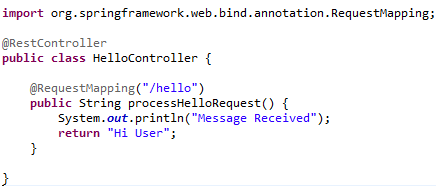 import org.springframework.web.bind.annotation.RequestMapping;
@RestController
public class HelloController {
@RequestMapping("/hello")
public String processHelloRequest() {
System.out.println("Message Received");
return "Hi User";
}
}